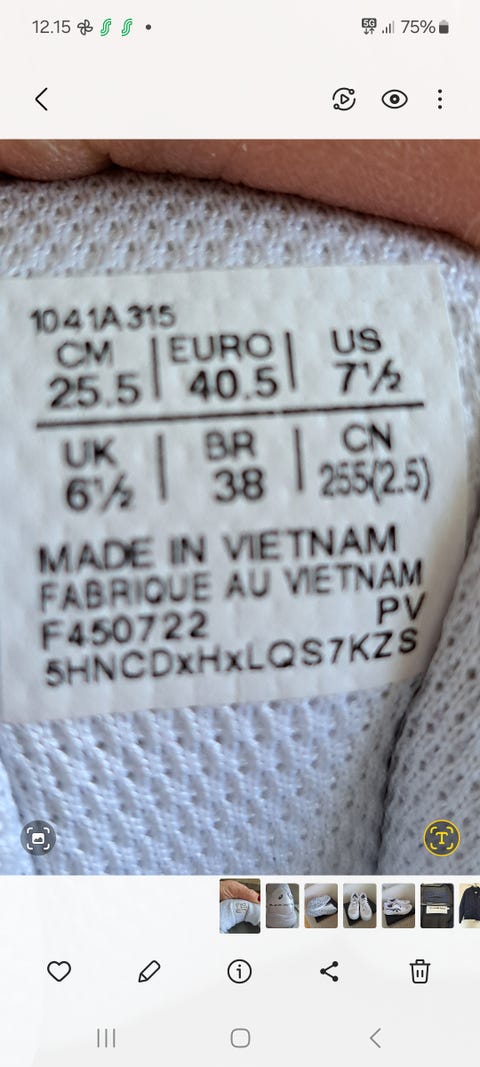 12.15
5G
75%
1041A315
CM | EURO | US
25.5 | 40.5 | 7½
UK | BR | CN
6½ | 38 | 255(2.5)
MADE IN VIETNAM
FABRIQUE AU VIETNAM
F450722 PV
5HNCDxHxLQS7KZS
T